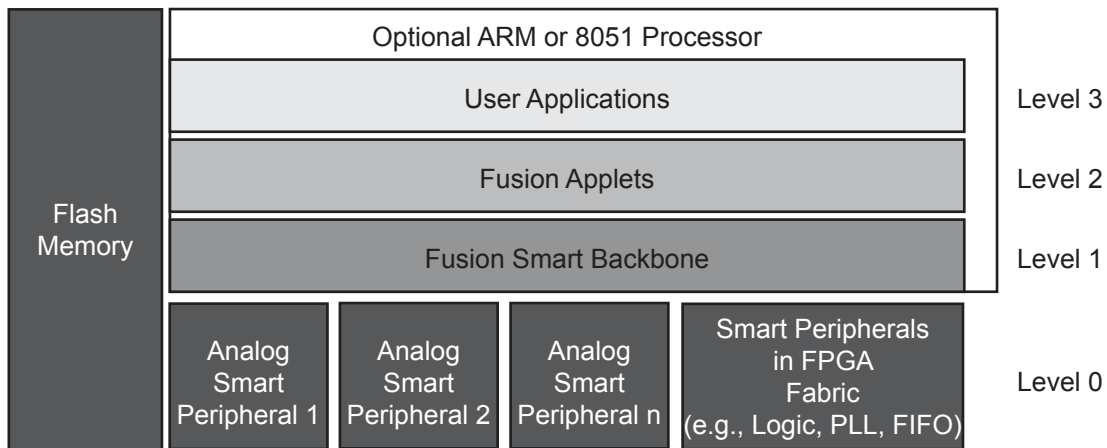 Optional ARM or 8051 Processor
User Applications
Level 3
Fusion Applets
Level 2
Flash
Memory
Fusion Smart Backbone
Level 1
Analog
Smart
Peripheral 1
Analog
Smart
Peripheral 2
Analog
Smart
Peripheral n
Smart Peripherals
in FPGA
Fabric
(e.g., Logic, PLL, FIFO)
Level 0